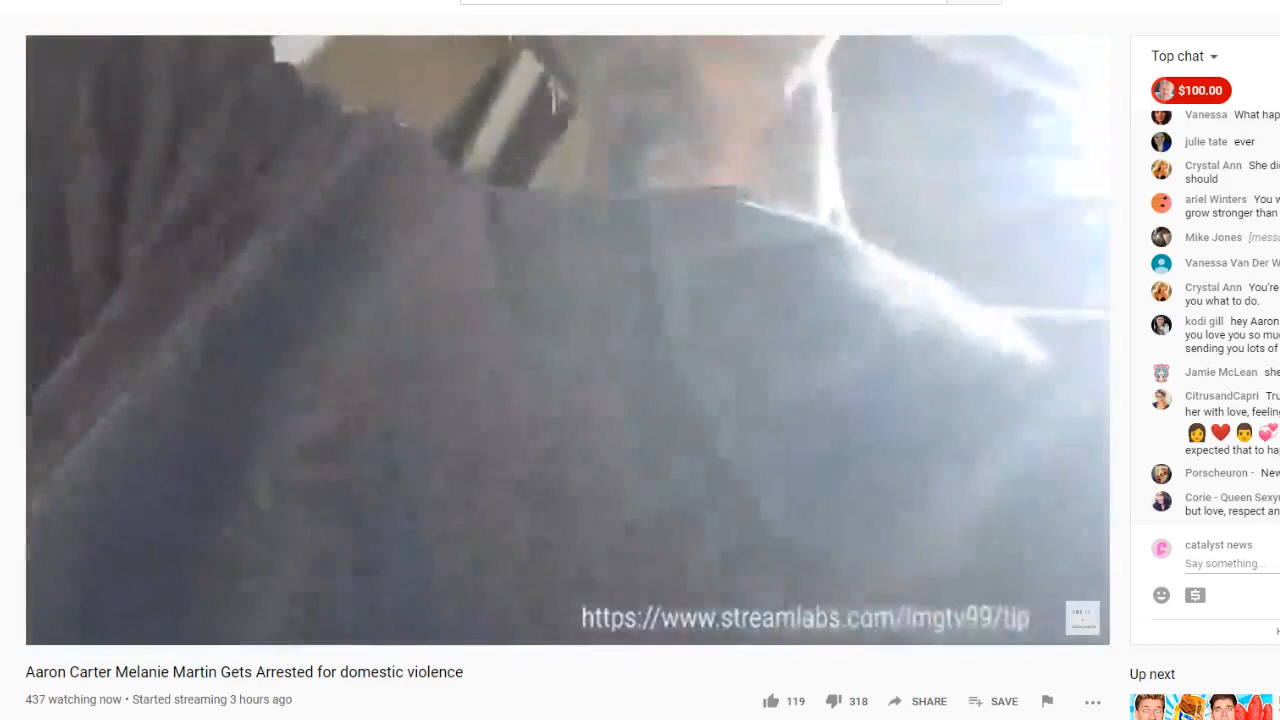 https://www.streamlabs.com/lmgtv99/tip
Aaron Carter Melanie Martin Gets Arrested for domestic violence
437 watching now • Started streaming 3 hours ago
119
318
SHARE
SAVE
Top chat
$100.00
Vanessa What hap
julie tate ever
Crystal Ann She di
should
ariel Winters You w
grow stronger than
Mike Jones [messa
Vanessa Van Der W
Crystal Ann You're
you what to do.
kodi gill hey Aaron
you love you so mu
sending you lots of
Jamie McLean she
CitrusandCapri Tru
her with love, feelin
expected that to ha
Porscheuron - New
Corie - Queen Sexy
but love, respect an
catalyst news
Say something...
Up next